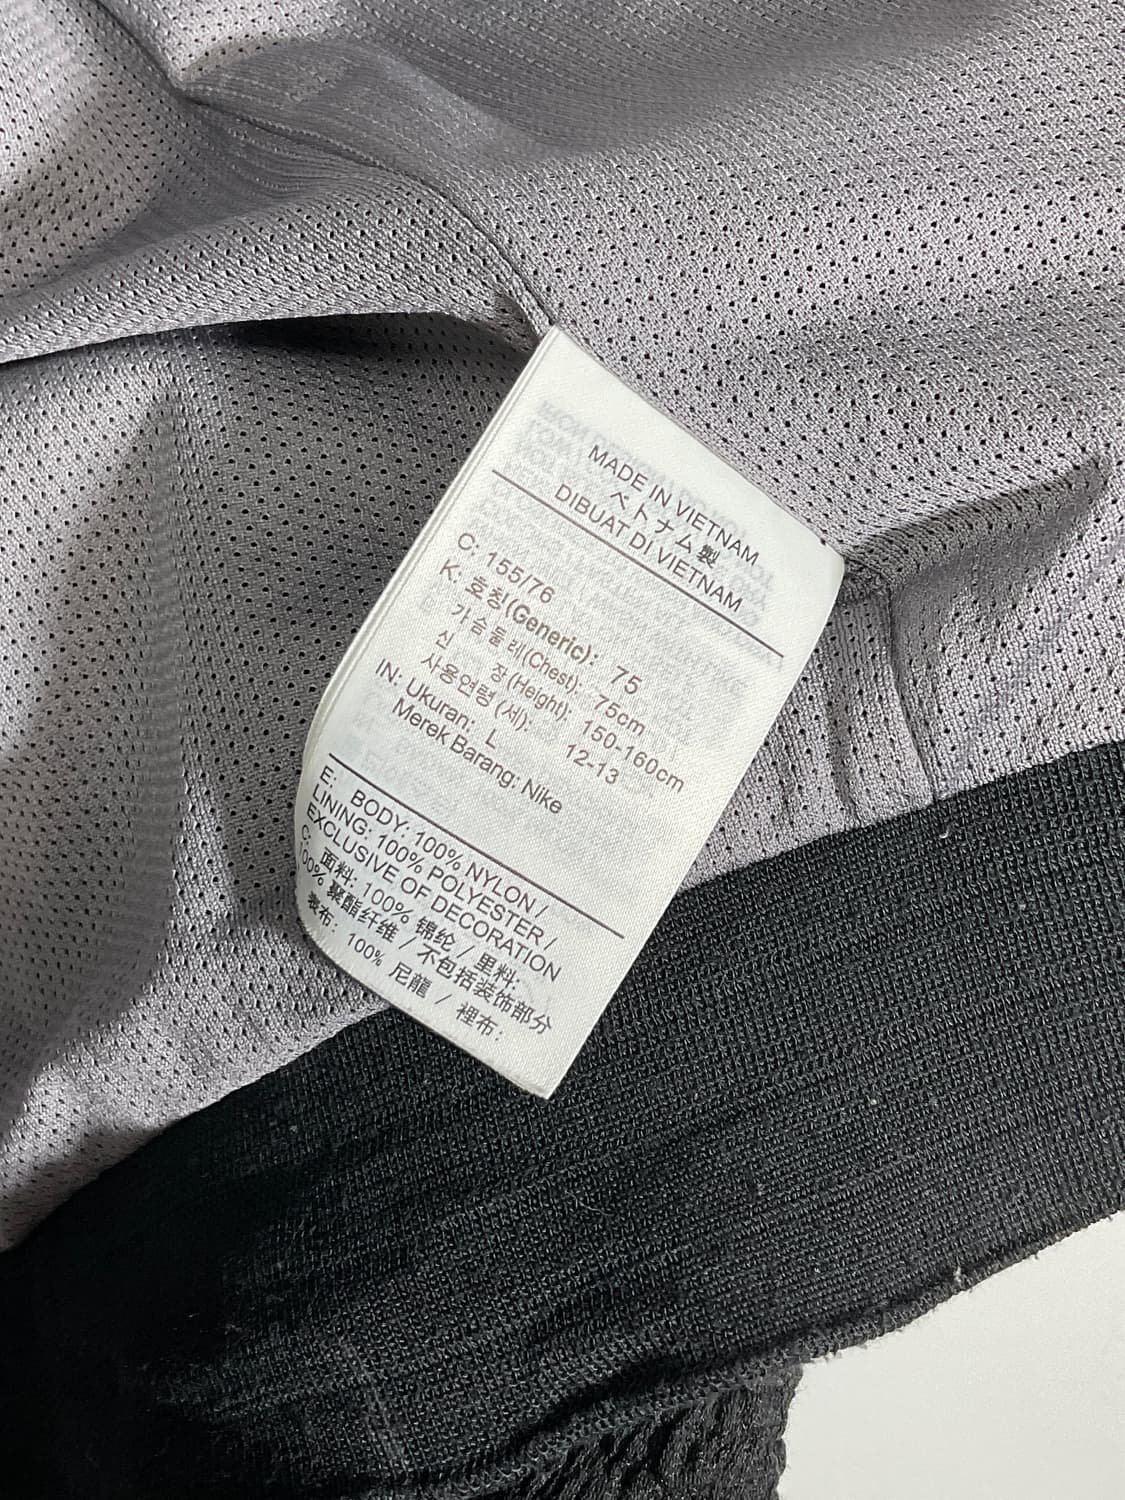 MADE IN VIETNAM
ベトナム製
DIBUAT DI VIETNAM
C: 155/76
K: 호칭(Generic): 75
가슴둘레(Chest): 75cm
신 장(Height): 150-160cm
사용연령(세): 12-13
IN: Ukuran: L
Merek Barang: Nike
E: BODY: 100% NYLON /
LINING: 100% POLYESTER /
EXCLUSIVE OF DECORATION
C: 面料: 100% 锦纶 / 里料:
100% 聚酯纤维 / 不包括装饰部分
表布: 100% 尼龍 / 裡布: